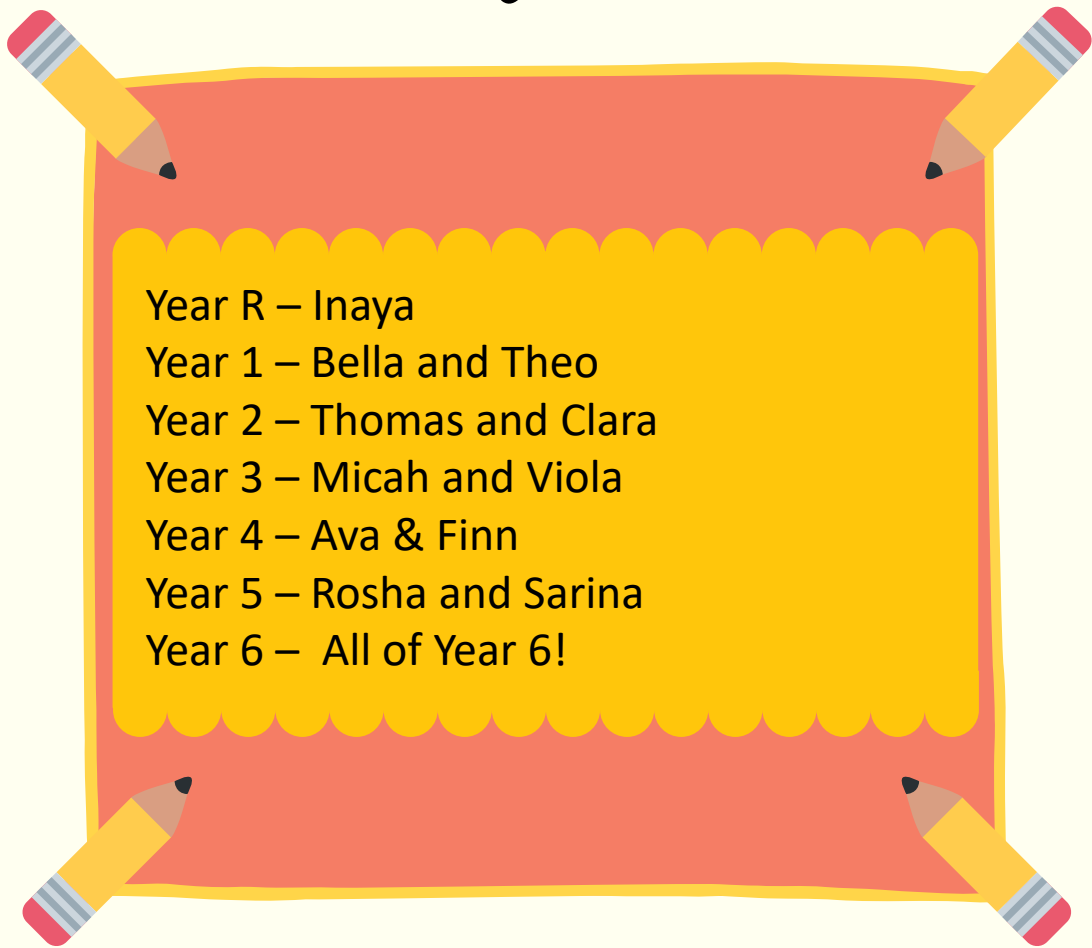 Year R – Inaya
Year 1 – Bella and Theo
Year 2 – Thomas and Clara
Year 3 – Micah and Viola
Year 4 – Ava & Finn
Year 5 – Rosha and Sarina
Year 6 –  All of Year 6!